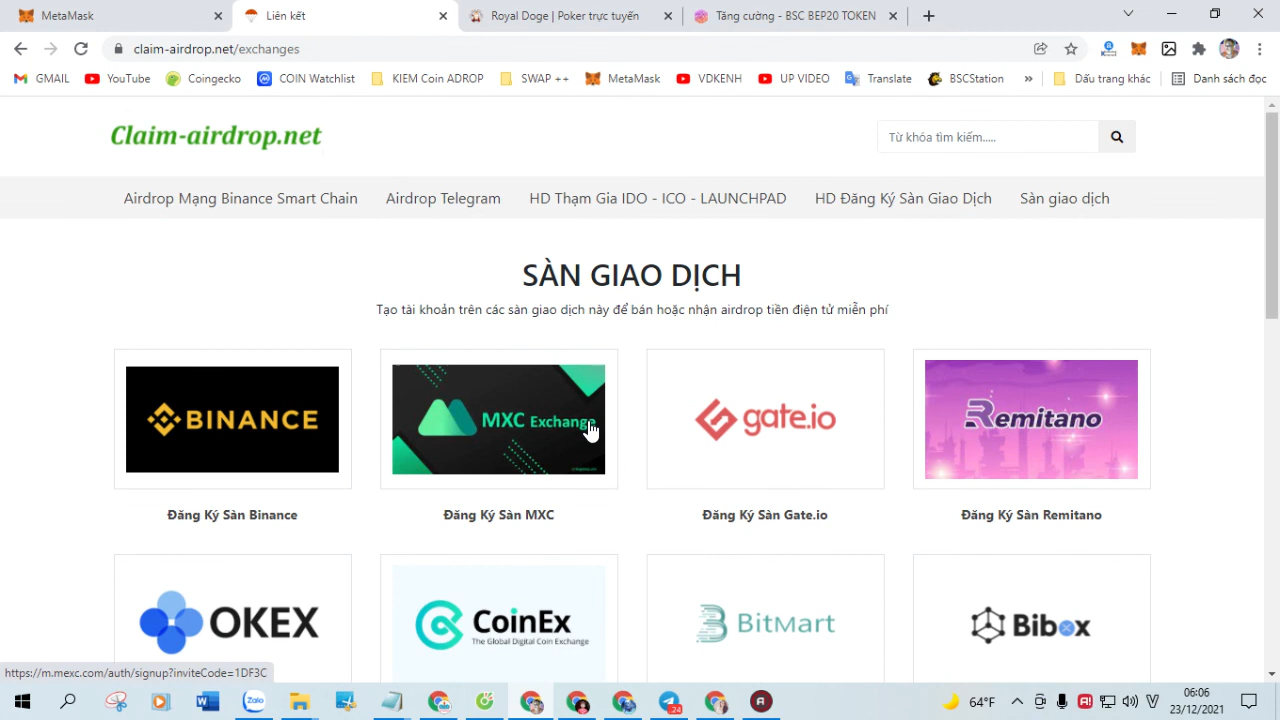 MetaMask
Liên kết
Royal Doge | Poker trực tuyến
Tăng cường - BSC BEP20 TOKEN
claim-airdrop.net/exchanges
GMAIL
YouTube
Coingecko
COIN Watchlist
KIEM Coin ADROP
SWAP ++
MetaMask
VDKENH
UP VIDEO
Translate
BSCStation
»
Dấu trang khác
Danh sách đọc
Claim-airdrop.net
Từ khóa tìm kiếm.....
Airdrop Mạng Binance Smart Chain
Airdrop Telegram
HD Thạm Gia IDO - ICO - LAUNCHPAD
HD Đăng Ký Sàn Giao Dịch
Sàn giao dịch
SÀN GIAO DỊCH
Tạo tài khoản trên các sàn giao dịch này để bán hoặc nhận airdrop tiền điện tử miễn phí
BINANCE
MXC Exchange
gate.io
Remitano
Đăng Ký Sàn Binance
Đăng Ký Sàn MXC
Đăng Ký Sàn Gate.io
Đăng Ký Sàn Remitano
OKEX
CoinEx
The Global Digital Coin Exchange
BitMart
Bibox
https://m.mexc.com/auth/signup?inviteCode=1DF3C
Zalo
24
64°F
06:06
23/12/2021